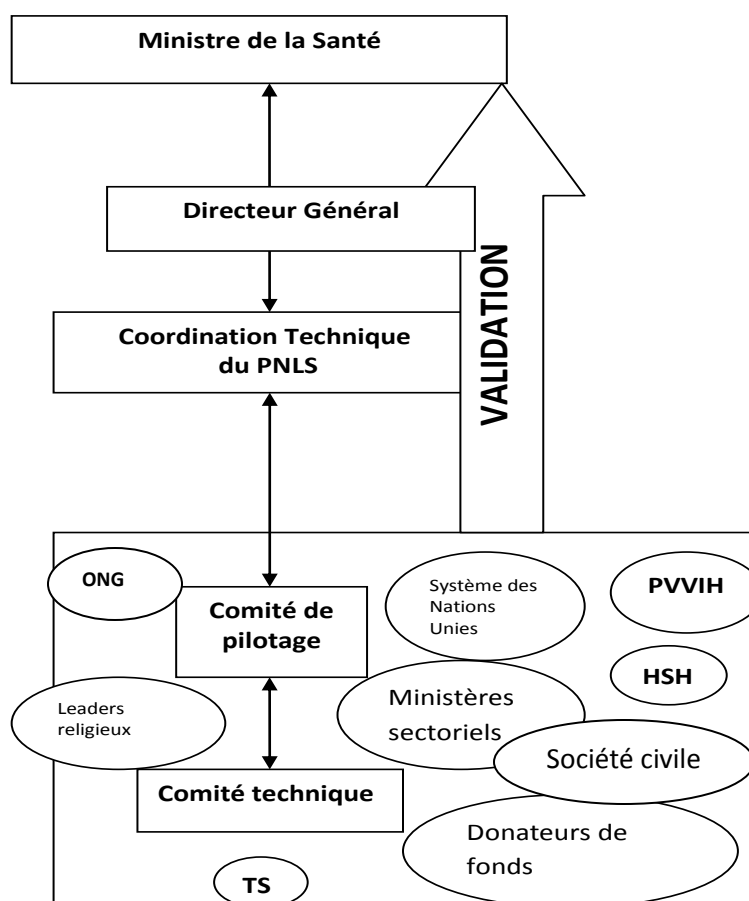 Ministre de la Santé
Directeur Général
Coordination Technique
du PNLS
VALIDATION
ONG
Comité de
pilotage
Système des
Nations
Unies
PVVIH
HSH
Leaders
religieux
Ministères
sectoriels
Société civile
Comité technique
Donateurs de
fonds
TS